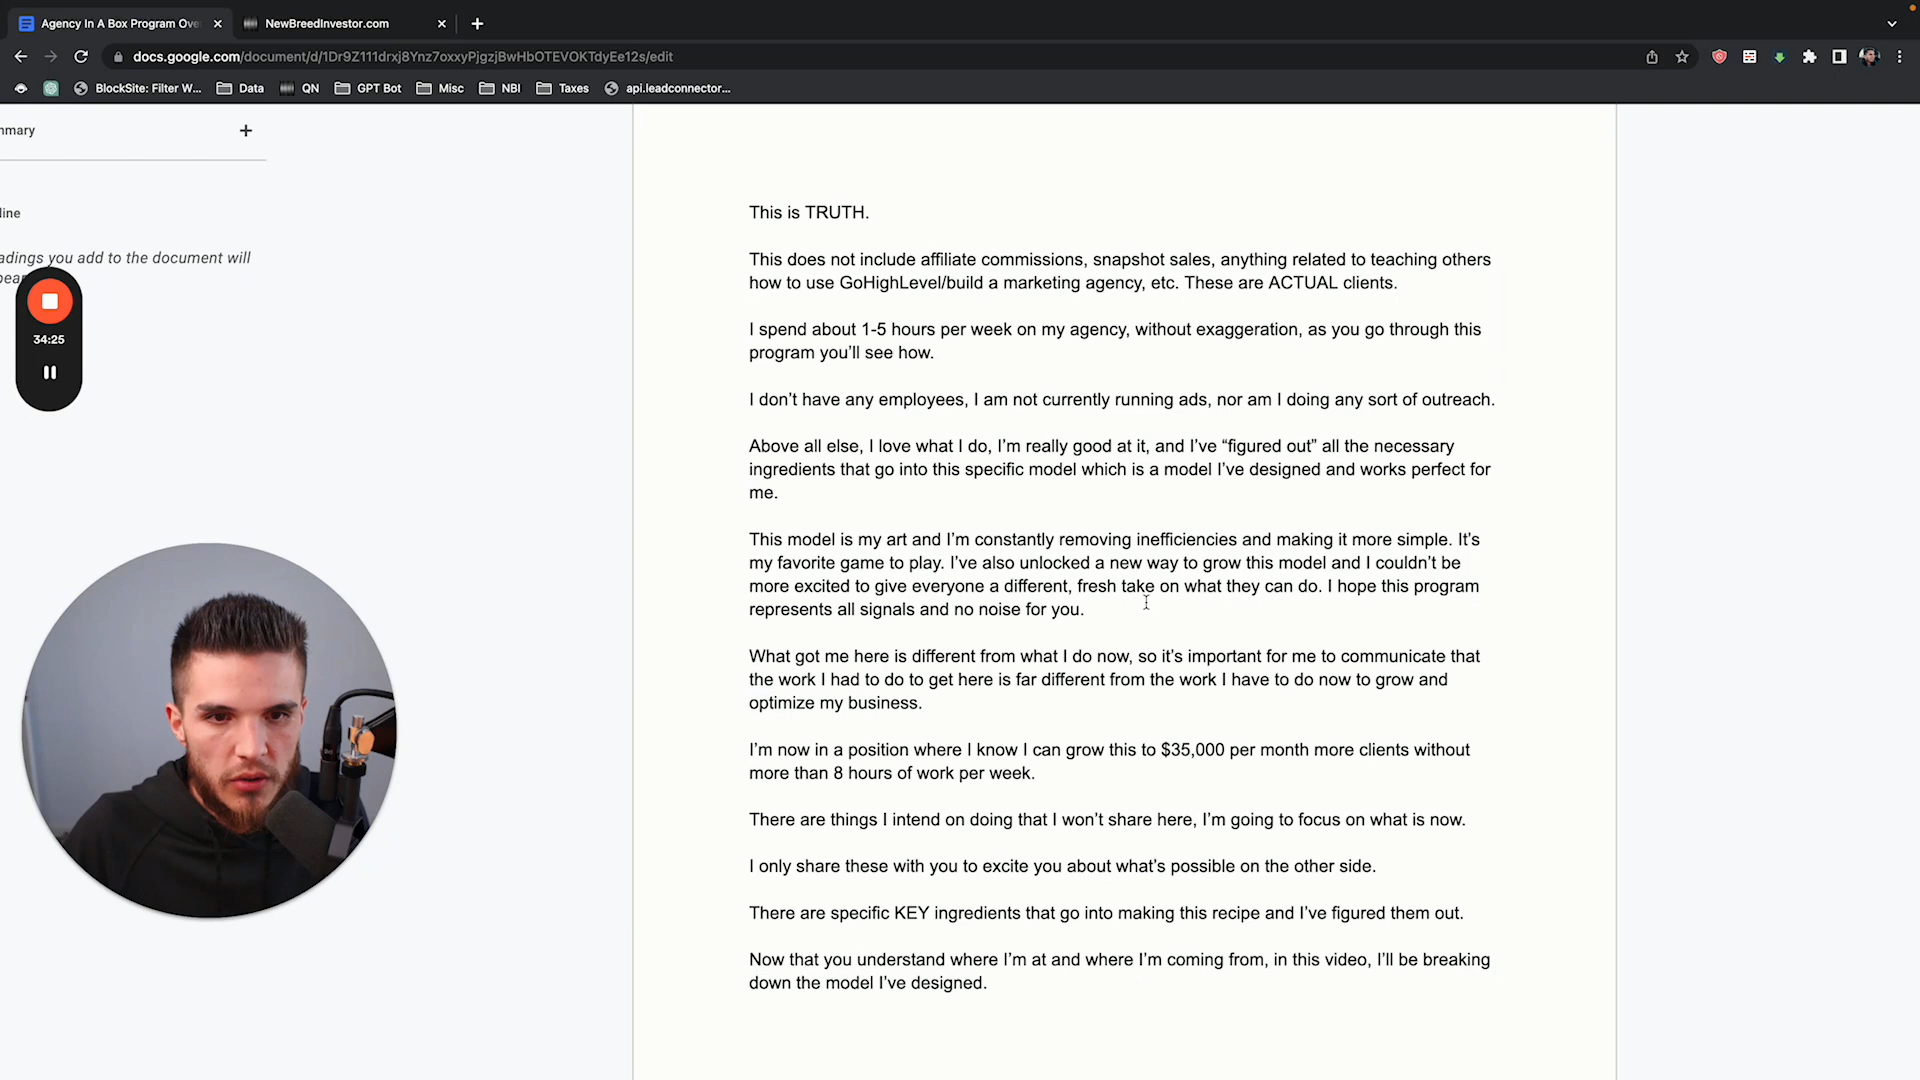 Agency In A Box Program Ove
NewBreedInvestor.com
docs.google.com/document/d/1Dr9Z111drxj8Ynz7oxxyPjgzjBwHbOTEVOKTdyEe12s/edit
BlockSite: Filter W... Data QN GPT Bot Misc NBI Taxes api.leadconnector...
mmary
line
adings you add to the document will
pear
34:25
This is TRUTH.
This does not include affiliate commissions, snapshot sales, anything related to teaching others
how to use GoHighLevel/build a marketing agency, etc. These are ACTUAL clients.
I spend about 1-5 hours per week on my agency, without exaggeration, as you go through this
program you’ll see how.
I don’t have any employees, I am not currently running ads, nor am I doing any sort of outreach.
Above all else, I love what I do, I’m really good at it, and I’ve “figured out” all the necessary
ingredients that go into this specific model which is a model I’ve designed and works perfect for
me.
This model is my art and I’m constantly removing inefficiencies and making it more simple. It’s
my favorite game to play. I’ve also unlocked a new way to grow this model and I couldn’t be
more excited to give everyone a different, fresh take on what they can do. I hope this program
represents all signals and no noise for you.
What got me here is different from what I do now, so it’s important for me to communicate that
the work I had to do to get here is far different from the work I have to do now to grow and
optimize my business.
I’m now in a position where I know I can grow this to $35,000 per month more clients without
more than 8 hours of work per week.
There are things I intend on doing that I won’t share here, I’m going to focus on what is now.
I only share these with you to excite you about what’s possible on the other side.
There are specific KEY ingredients that go into making this recipe and I’ve figured them out.
Now that you understand where I’m at and where I’m coming from, in this video, I’ll be breaking
down the model I’ve designed.